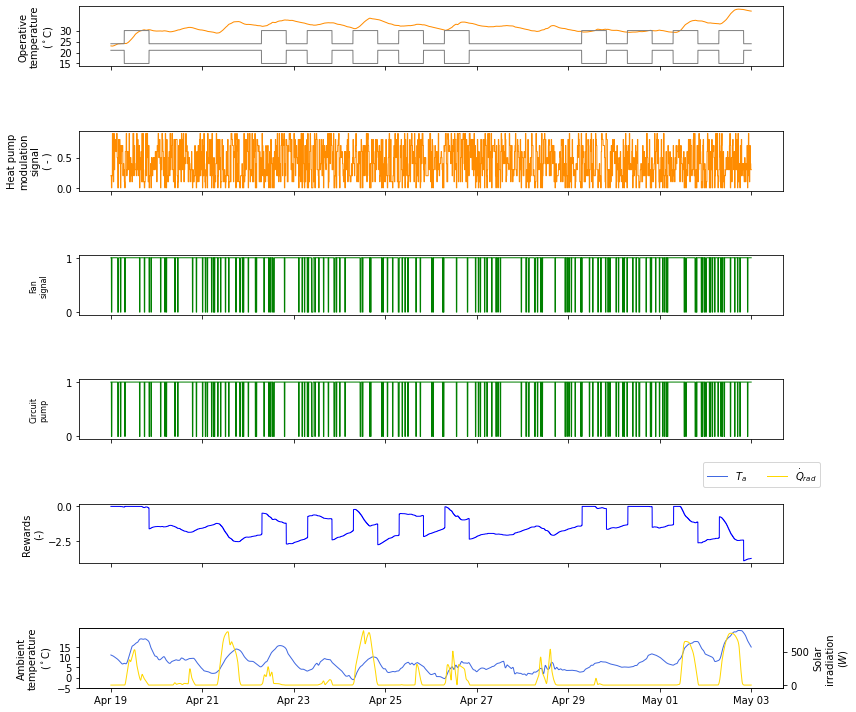 Operative
temperature
(°C)
30
25
20
15
Heat pump
modulation
signal
( - )
0.5
0.0
Fan
signal
1
0
Circuit
pump
1
0
T_a
Q̇_rad
Rewards
(-)
0.0
−2.5
Ambient
temperature
(°C)
15
10
5
0
−5
500
0
Solar
irradiation
(W)
Apr 19
Apr 21
Apr 23
Apr 25
Apr 27
Apr 29
May 01
May 03